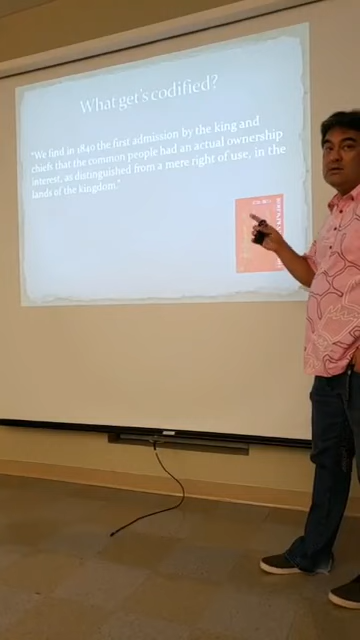 What get's codified?
"We find in 1840 the first admission by the king and
chiefs that the common people had an actual ownership
interest, as distinguished from a mere right of use, in the
lands of the kingdom."